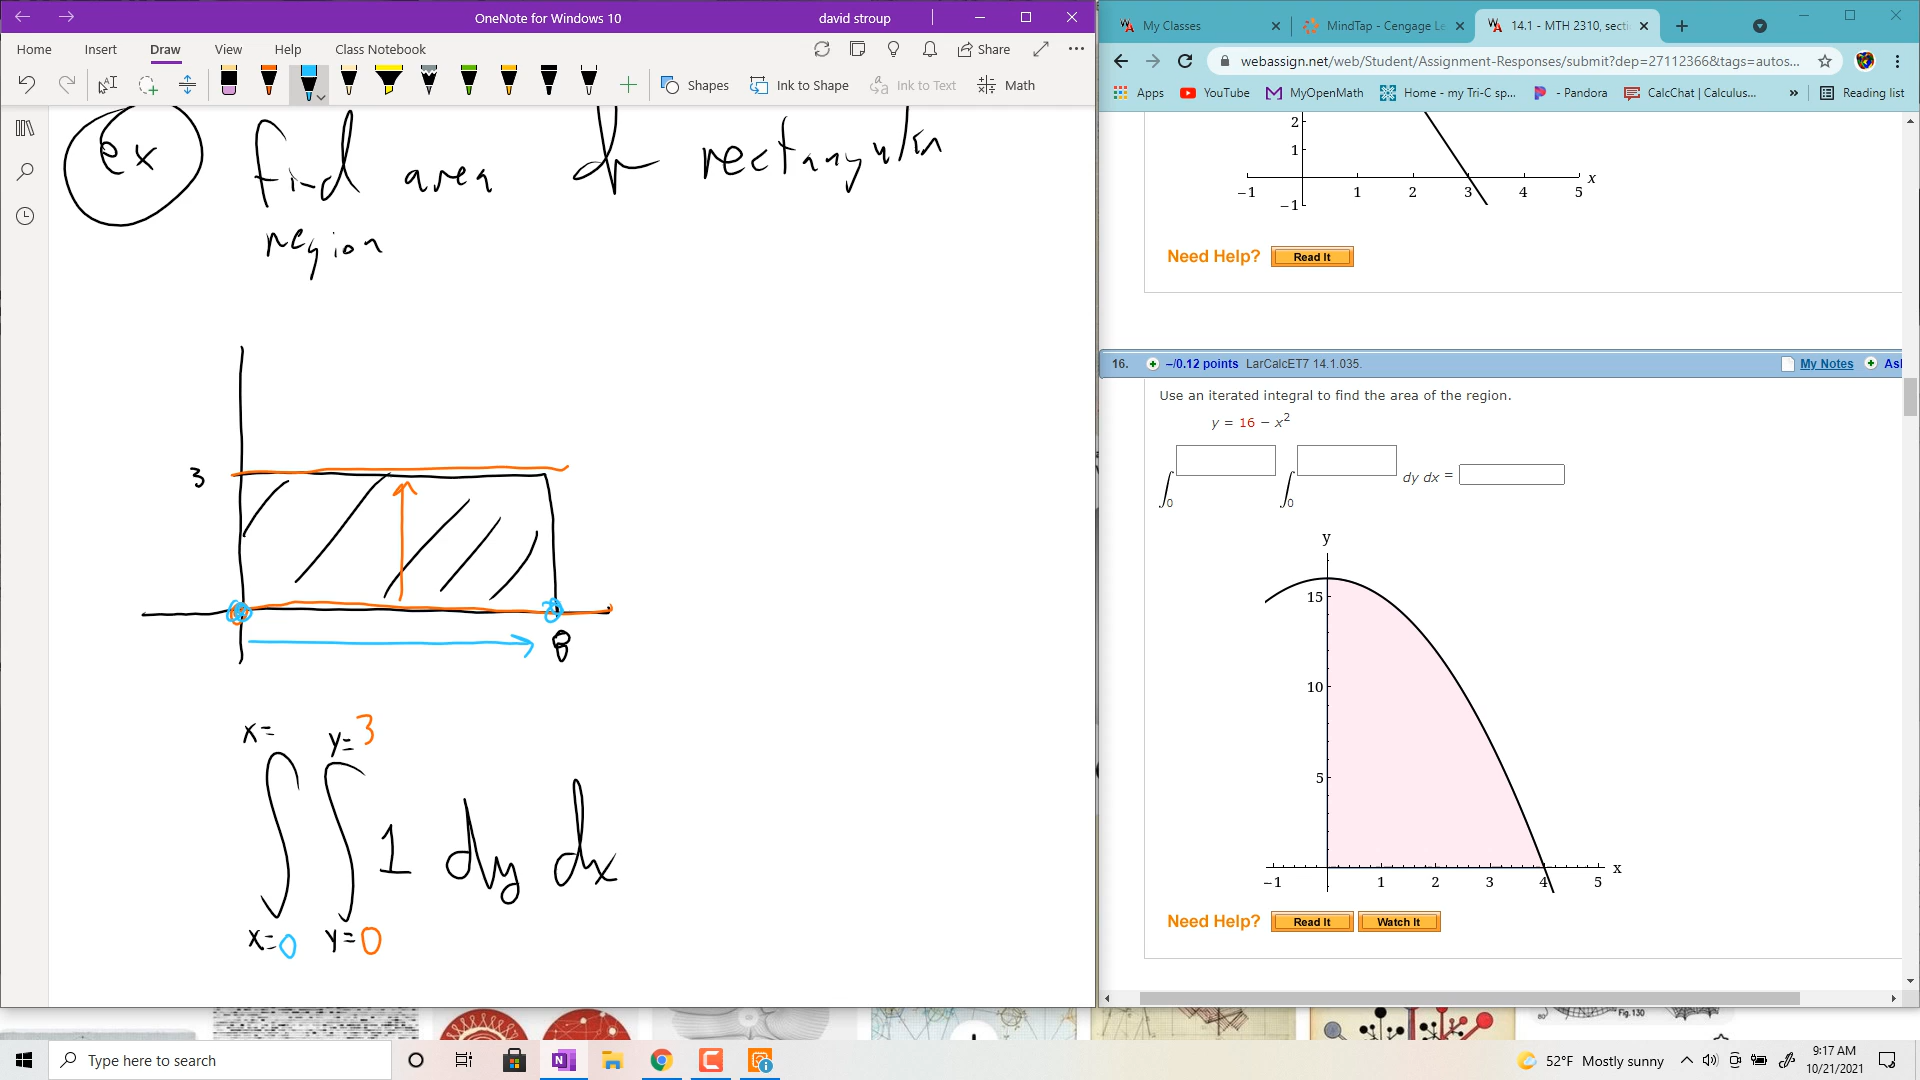 OneNote for Windows 10
david stroup
Home Insert Draw View Help Class Notebook
Share
Shapes Ink to Shape Ink to Text Math
ex find area of rectangular
region
3
8
x= y=3
1 dy dx
x=0 y=0
My Classes
MindTap - Cengage Le
14.1 - MTH 2310, secti
webassign.net/web/Student/Assignment-Responses/submit?dep=27112366&tags=autos...
Apps YouTube MyOpenMath Home - my Tri-C sp... - Pandora CalcChat | Calculus... » Reading list
2
1
-1 1 2 3 4 5 x
-1
Need Help? Read It
16. -/0.12 points LarCalcET7 14.1.035. My Notes Asl
Use an iterated integral to find the area of the region.
y = 16 − x²
∫0 ∫0 dy dx =
y
15
10
5
-1 1 2 3 4 5 x
Need Help? Read It Watch It
Fig.130
Type here to search
52°F Mostly sunny
9:17 AM
10/21/2021